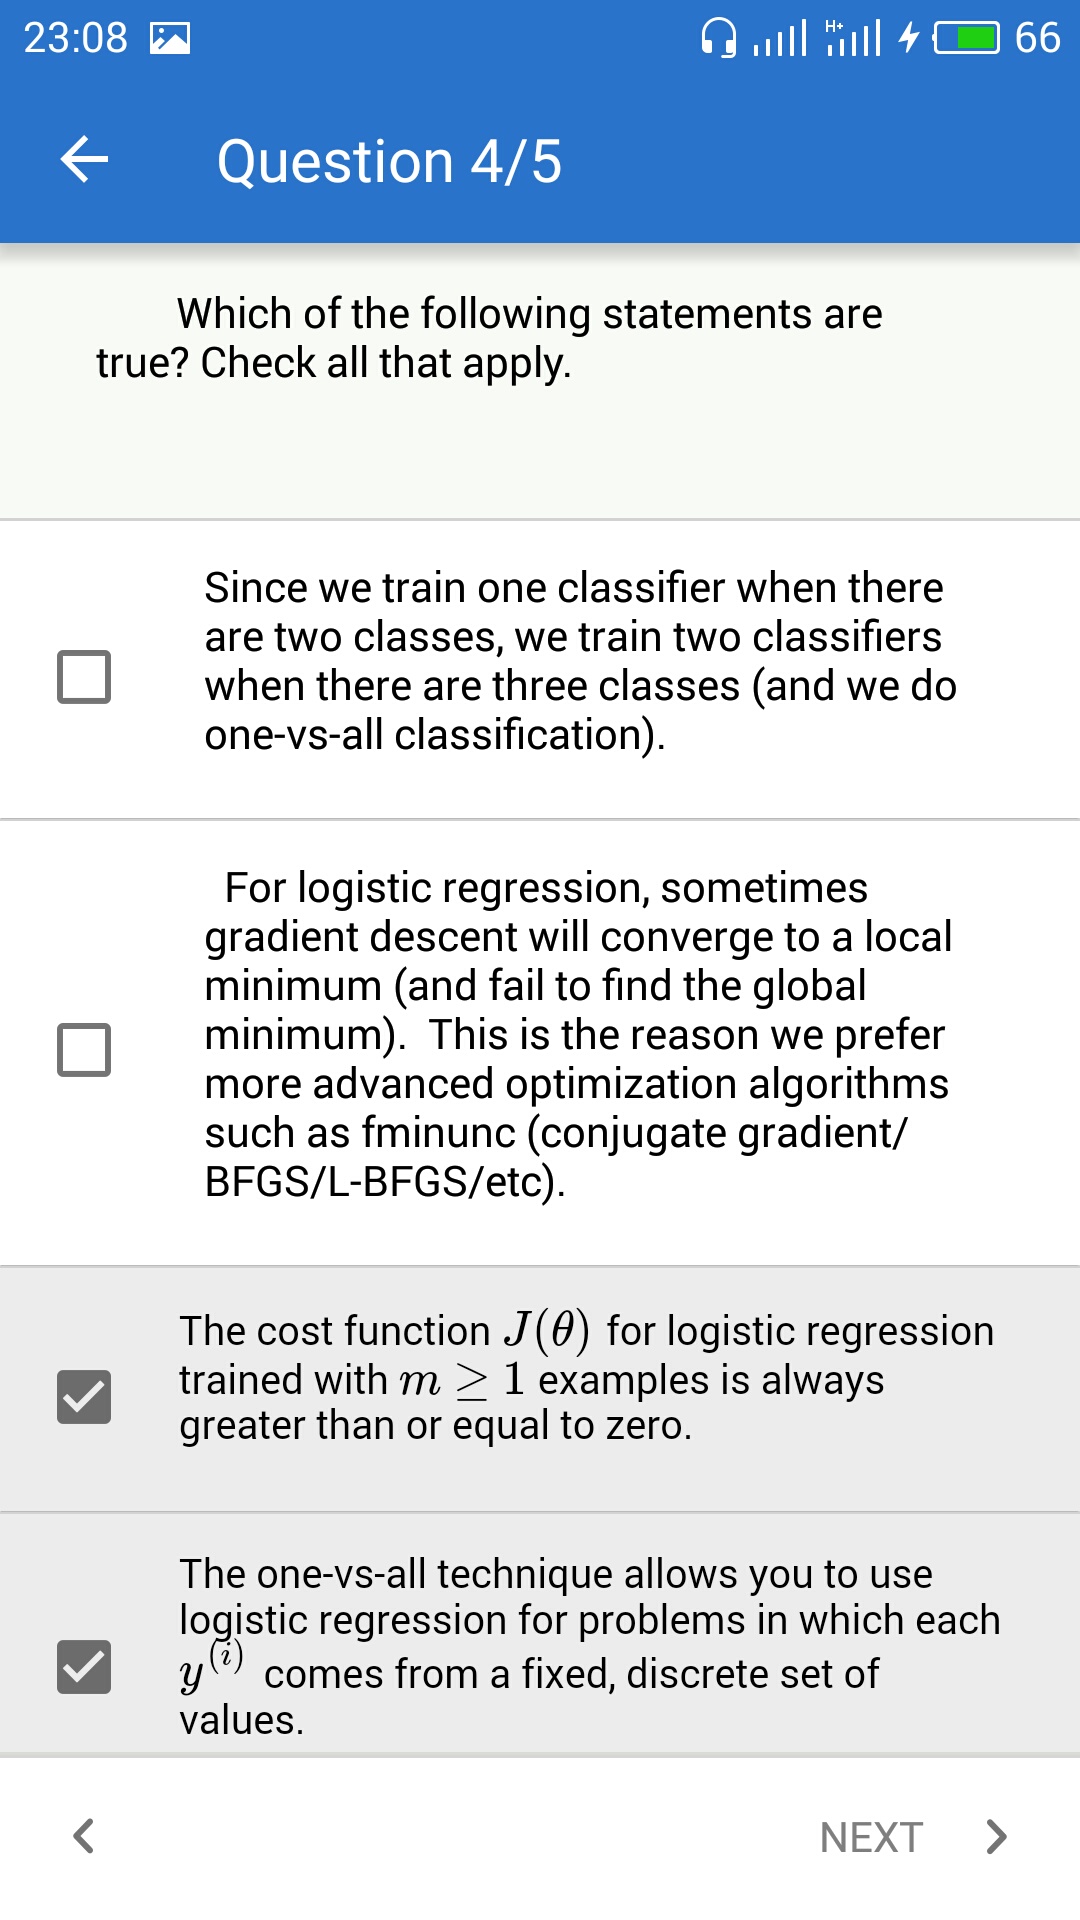 23:08 H+ 66
Question 4/5
Which of the following statements are
true? Check all that apply.
Since we train one classifier when there
are two classes, we train two classifiers
when there are three classes (and we do
one-vs-all classification).
For logistic regression, sometimes
gradient descent will converge to a local
minimum (and fail to find the global
minimum).  This is the reason we prefer
more advanced optimization algorithms
such as fminunc (conjugate gradient/
BFGS/L-BFGS/etc).
The cost function J(θ) for logistic regression
trained with m ≥ 1 examples is always
greater than or equal to zero.
The one-vs-all technique allows you to use
logistic regression for problems in which each
y^(i) comes from a fixed, discrete set of
values.
NEXT